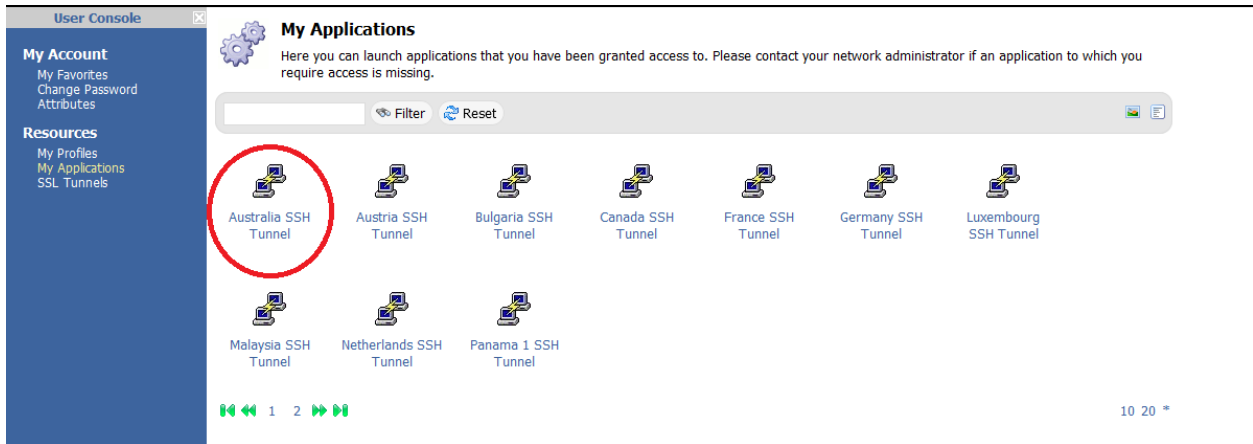 User Console
My Account
My Favorites
Change Password
Attributes
Resources
My Profiles
My Applications
SSL Tunnels
My Applications
Here you can launch applications that you have been granted access to. Please contact your network administrator if an application to which you
require access is missing.
Filter Reset
Australia SSH
Tunnel
Austria SSH
Tunnel
Bulgaria SSH
Tunnel
Canada SSH
Tunnel
France SSH
Tunnel
Germany SSH
Tunnel
Luxembourg
SSH Tunnel
Malaysia SSH
Tunnel
Netherlands SSH
Tunnel
Panama 1 SSH
Tunnel
1 2
10 20 *